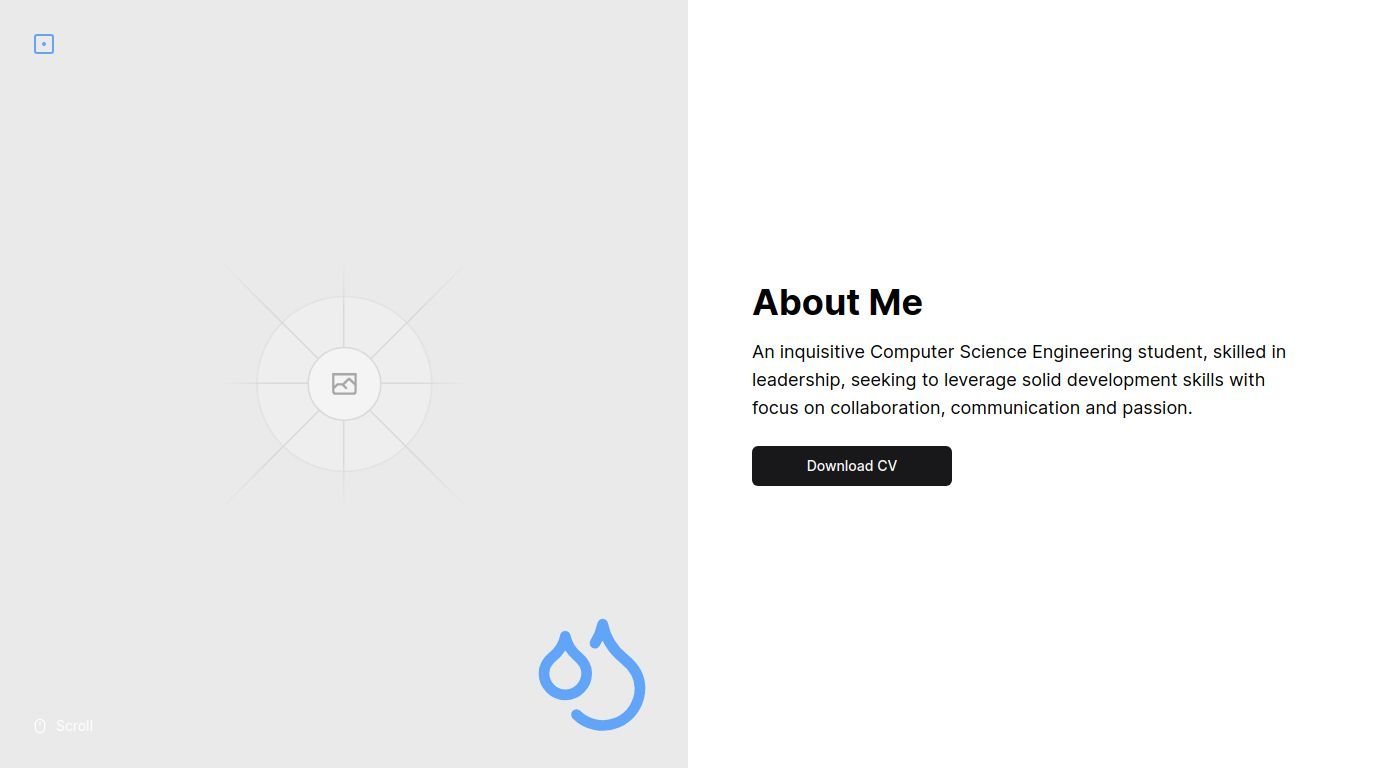 About Me
An inquisitive Computer Science Engineering student, skilled in
leadership, seeking to leverage solid development skills with
focus on collaboration, communication and passion.
Download CV
Scroll